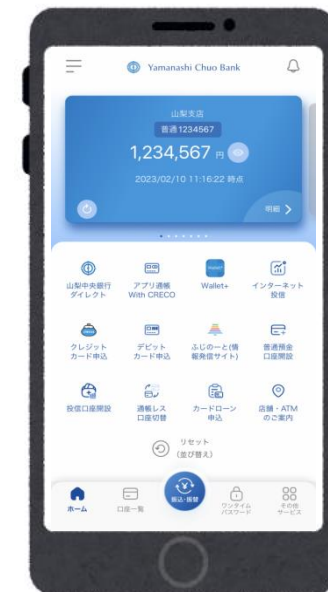 Yamanashi Chuo Bank
山梨支店
普通 1234567
1,234,567 円
2023/02/10 11:16:22 時点
明細
山梨中央銀行
ダイレクト
アプリ通帳
With CRECO
Wallet+
インターネット
投信
クレジット
カード申込
デビット
カード申込
ふじのーと(情
報発信サイト)
普通預金
口座開設
投信口座開設
通帳レス
口座切替
カードローン
申込
店舗・ATM
のご案内
リセット
(並び替え)
ホーム
口座一覧
振込・振替
ワンタイム
パスワード
その他
サービス